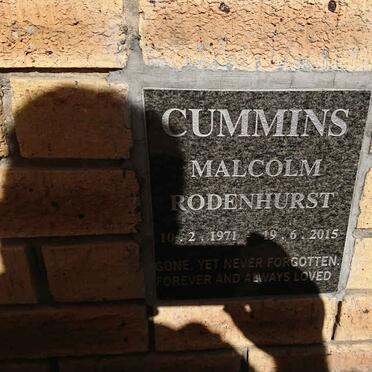 CUMMINS
MALCOLM
RODENHURST
10 . 2 . 1971 - 19 . 6 . 2015
GONE, YET NEVER FORGOTTEN,
FOREVER AND ALWAYS LOVED